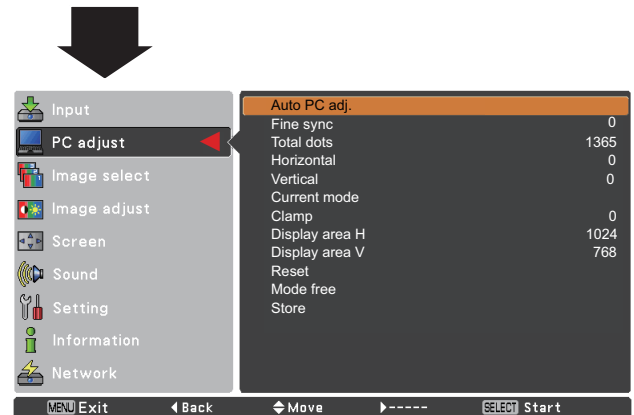 Input
PC adjust
Image select
Image adjust
Screen
Sound
Setting
Information
Network
Auto PC adj.
Fine sync 0
Total dots 1365
Horizontal 0
Vertical 0
Current mode
Clamp 0
Display area H 1024
Display area V 768
Reset
Mode free
Store
MENU Exit Back Move ----- SELECT Start